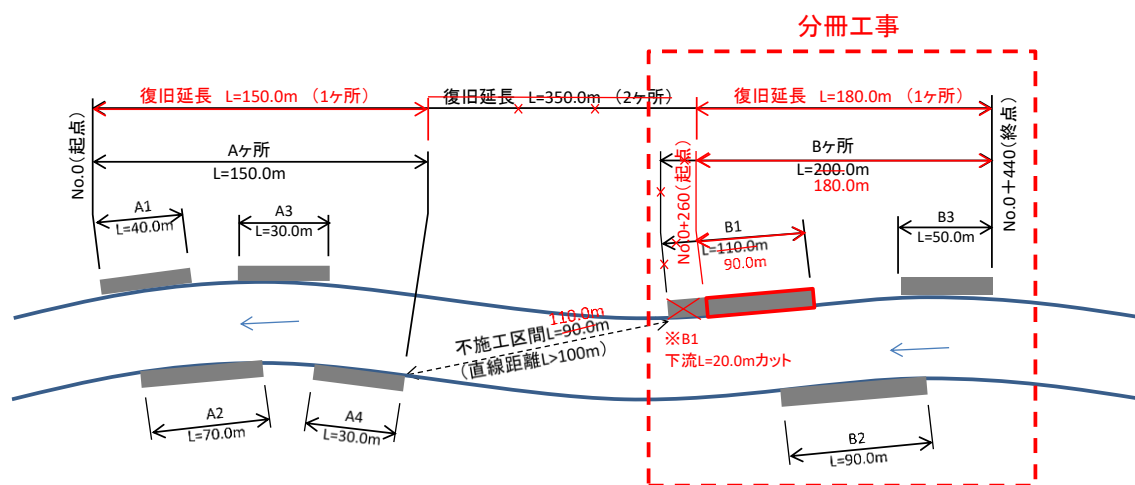 分冊工事
復旧延長 L=150.0m (1ヶ所)
復旧延長 L=350.0m (2ヶ所)
復旧延長 L=180.0m (1ヶ所)
No.0(起点)
Aヶ所
L=150.0m
No.0+260(起点)
Bヶ所
L=200.0m
180.0m
No.0+440(終点)
A1
L=40.0m
A3
L=30.0m
B1
L=110.0m
90.0m
B3
L=50.0m
110.0m
不施工区間L=90.0m
(直線距離L>100m)
※B1
下流L=20.0mカット
A2
L=70.0m
A4
L=30.0m
B2
L=90.0m